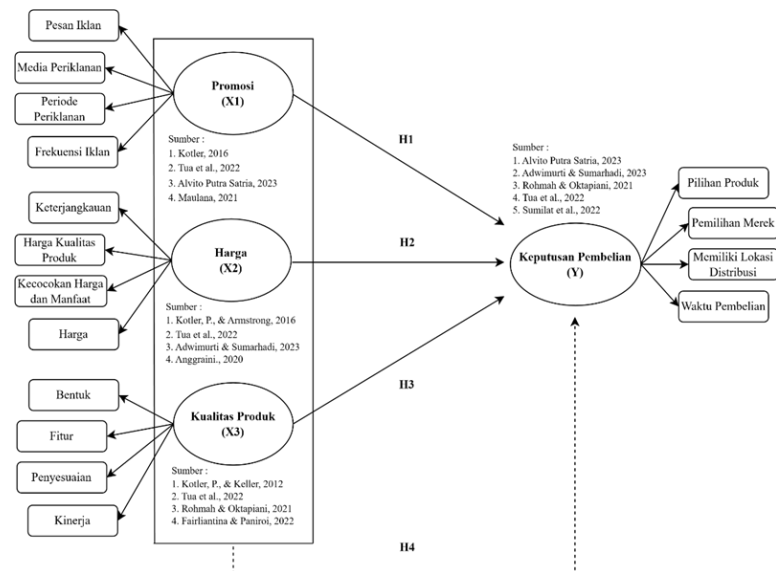 Pesan Iklan
Media Periklanan
Periode
Periklanan
Frekuensi Iklan
Promosi
(X1)
Sumber :
1. Kotler, 2016
2. Tua et al., 2022
3. Alvito Putra Satria, 2023
4. Maulana, 2021
H1
Keterjangkauan
Harga Kualitas
Produk
Kecocokan Harga
dan Manfaat
Harga
Harga
(X2)
Sumber :
1. Kotler, P., & Armstrong, 2016
2. Tua et al., 2022
3. Adwimurti & Sumarhadi, 2023
4. Anggraini., 2020
H2
Sumber :
1. Alvito Putra Satria, 2023
2. Adwimurti & Sumarhadi, 2023
3. Rohmah & Oktapiani, 2021
4. Tua et al., 2022
5. Sumilat et al., 2022
Keputusan Pembelian
(Y)
Pilihan Produk
Pemilihan Merek
Memiliki Lokasi
Distribusi
Waktu Pembelian
Bentuk
Fitur
Penyesuaian
Kinerja
Kualitas Produk
(X3)
Sumber :
1. Kotler, P., & Keller, 2012
2. Tua et al., 2022
3. Rohmah & Oktapiani, 2021
4. Fairliantina & Paniroi, 2022
H3
H4